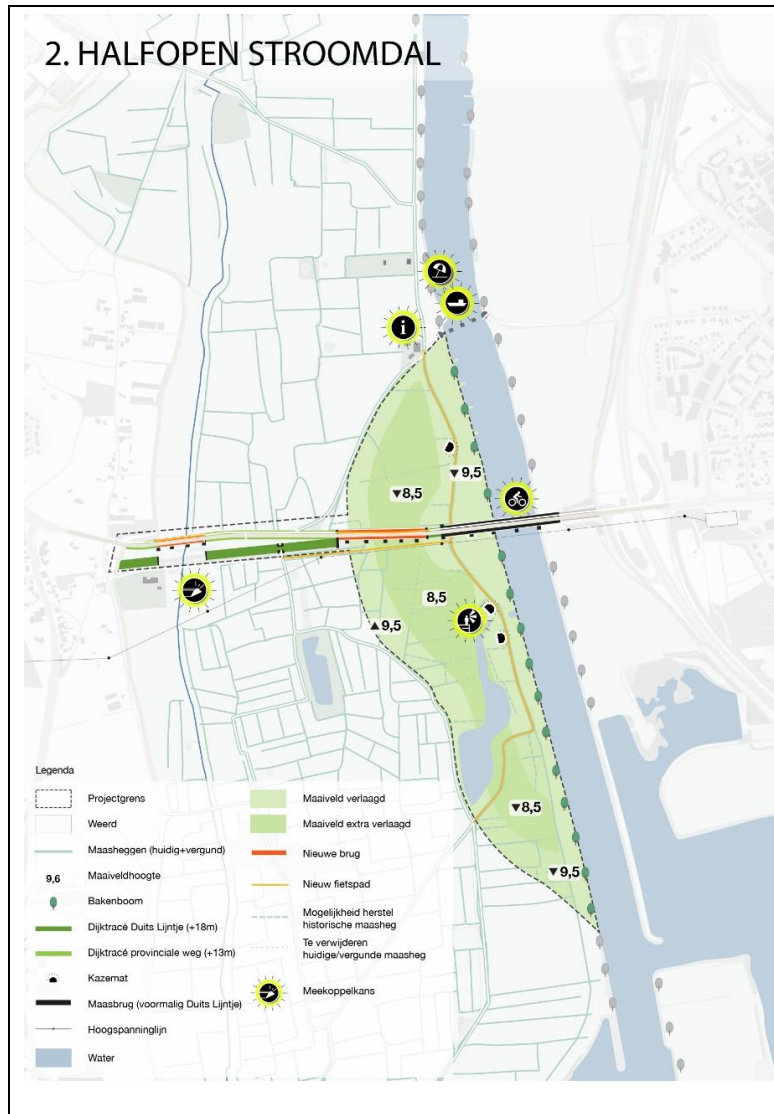 2. HALFOPEN STROOMDAL
i
8,5
9,5
8,5
9,5
8,5
9,5
Legenda
Projectgrens
Weerd
Maasheggen (huidig+vergund)
9,6 Maaiveldhoogte
Bakenboom
Dijktracé Duits Lijntje (+18m)
Dijktracé provinciale weg (+13m)
Kazemat
Maasbrug (voormalig Duits Lijntje)
Hoogspanninglijn
Water
Maaiveld verlaagd
Maaiveld extra verlaagd
Nieuwe brug
Nieuw fietspad
Mogelijkheid herstel
historische maasheg
Te verwijderen
huidige/vergunde maasheg
Meekoppelkans